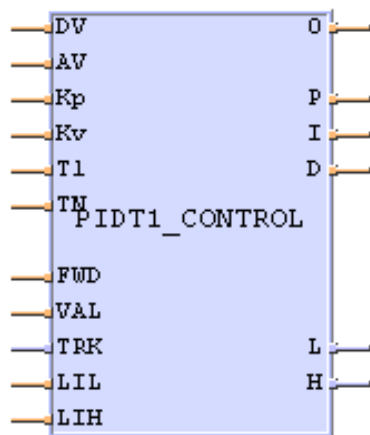 DV O
AV
Kp P
Kv I
T1 D
TN
PIDT1_CONTROL
FWD
VAL
TRK L
LIL H
LIH